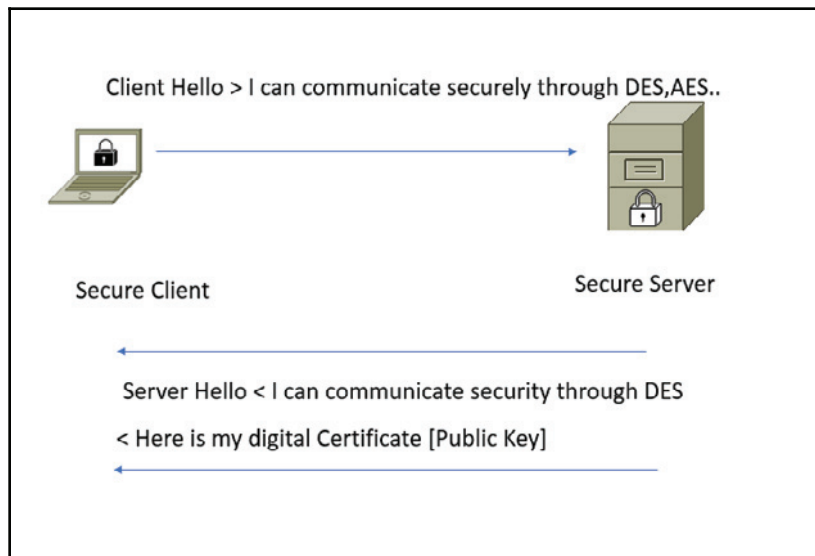 Client Hello > I can communicate securely through DES,AES..
Secure Client
Secure Server
Server Hello < I can communicate security through DES
< Here is my digital Certificate [Public Key]